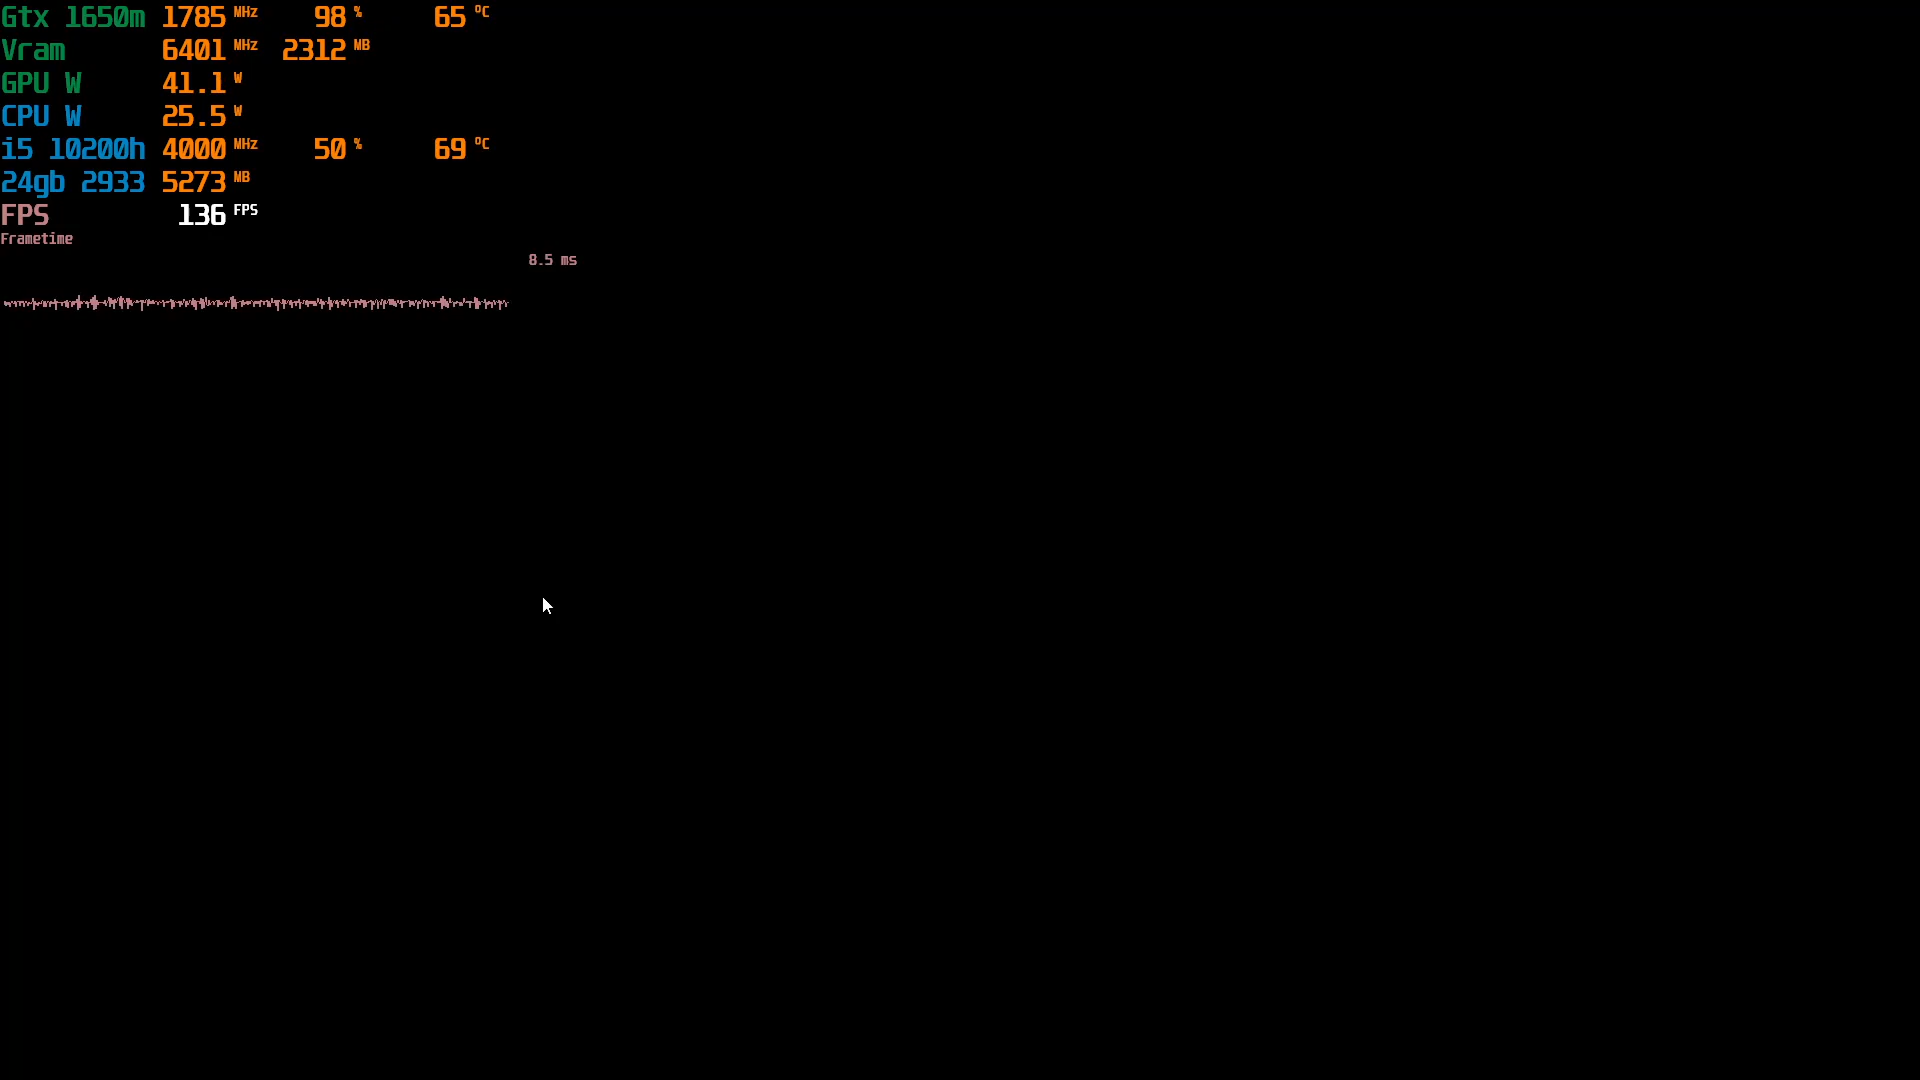 Gtx 1650m 1785 MHz 98 % 65 °C
Vram 6401 MHz 2312 MB
GPU W 41.1 W
CPU W 25.5 W
i5 10200h 4000 MHz 50 % 69 °C
24gb 2933 5273 MB
FPS 136 FPS
Frametime
8.5 ms